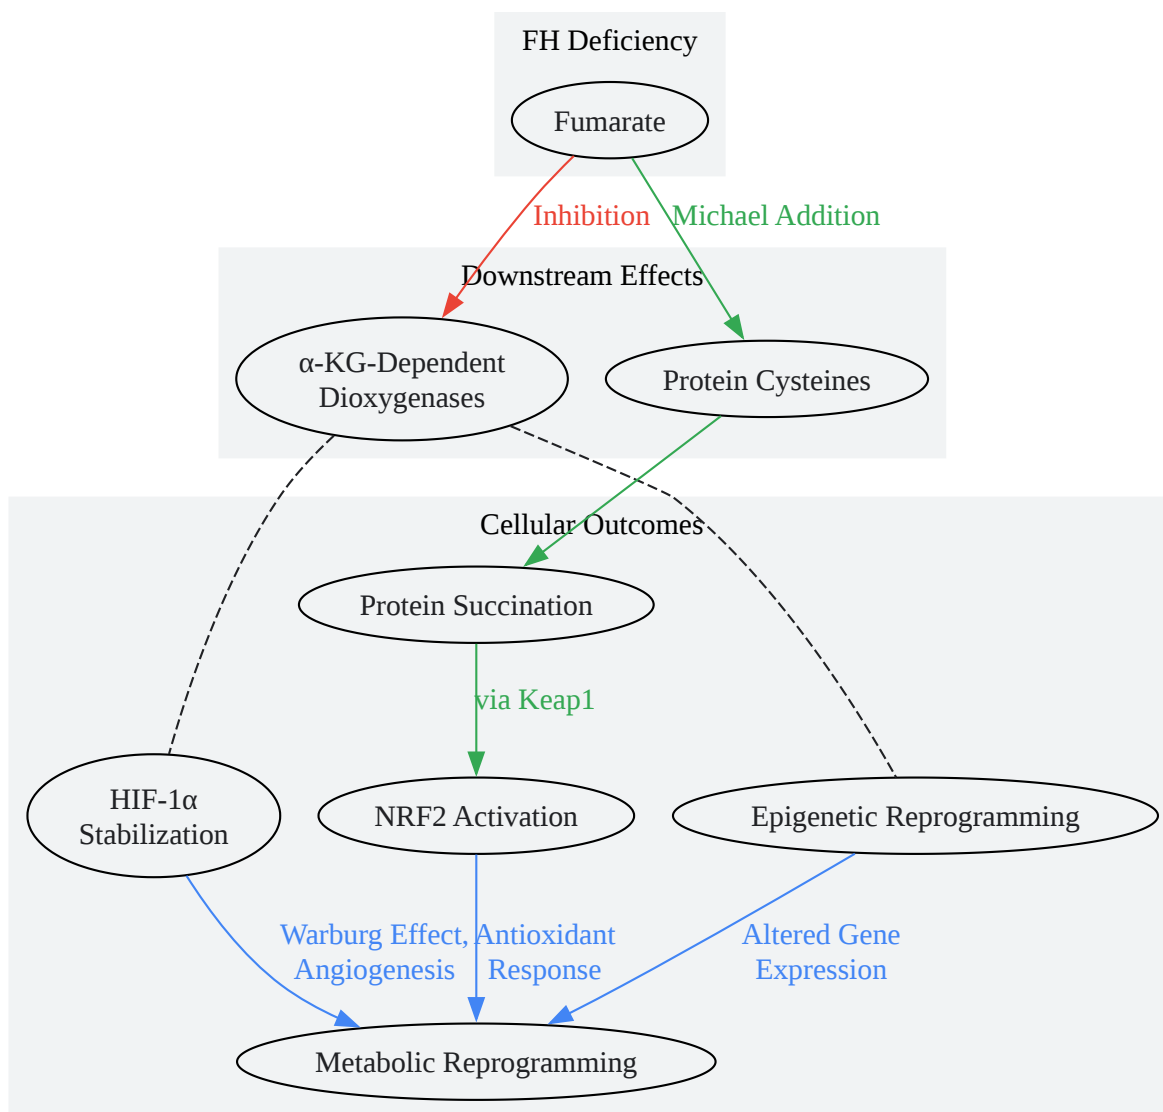 FH Deficiency
Fumarate
Inhibition
Michael Addition
Downstream Effects
α-KG-Dependent
Dioxygenases
Protein Cysteines
Cellular Outcomes
Protein Succination
via Keap1
HIF-1α
Stabilization
NRF2 Activation
Epigenetic Reprogramming
Warburg Effect,
Angiogenesis
Antioxidant
Response
Altered Gene
Expression
Metabolic Reprogramming